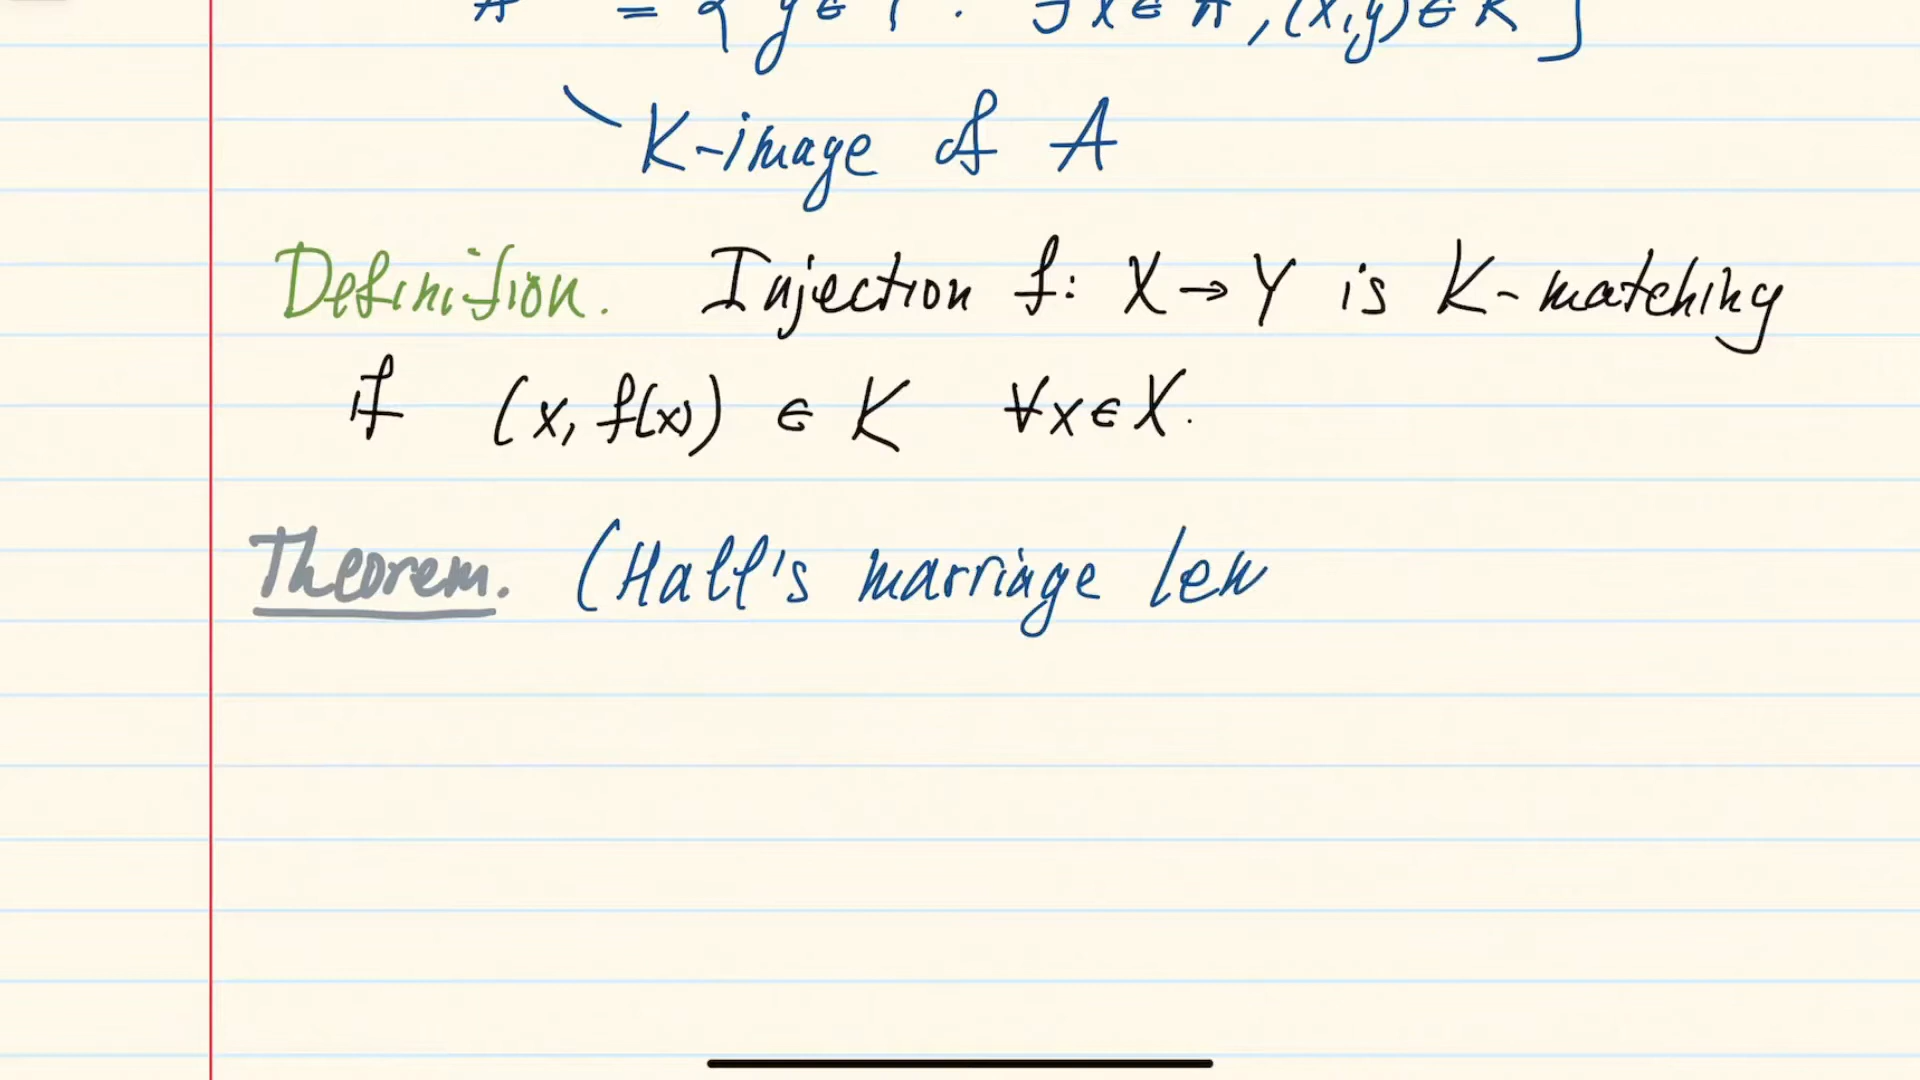 = { y ∈ Y : ∃ x ∈ A, (x,y) ∈ K }
K-image of A
Definition. Injection f: X → Y is K-matching
if (x, f(x)) ∈ K ∀x ∈ X.
Theorem. (Hall's marriage lem